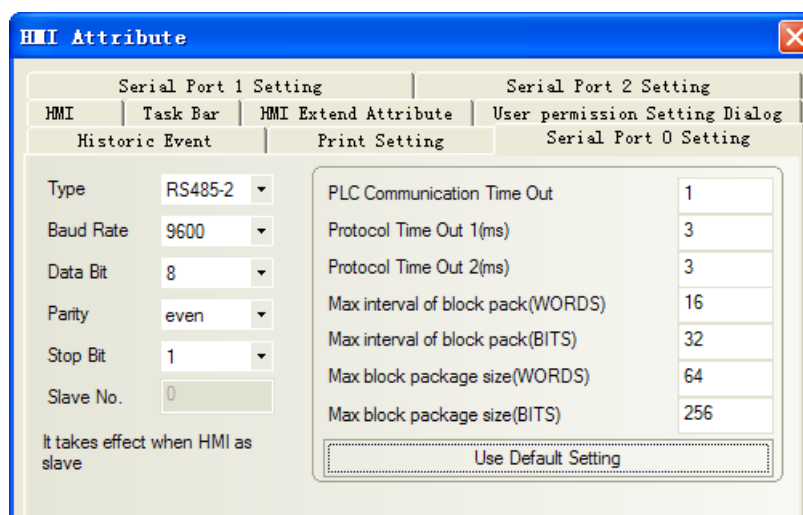 HMI Attribute
Serial Port 1 Setting
Serial Port 2 Setting
HMI
Task Bar
HMI Extend Attribute
User permission Setting Dialog
Historic Event
Print Setting
Serial Port 0 Setting
Type
RS485-2
Baud Rate
9600
Data Bit
8
Parity
even
Stop Bit
1
Slave No.
0
It takes effect when HMI as
slave
PLC Communication Time Out
1
Protocol Time Out 1(ms)
3
Protocol Time Out 2(ms)
3
Max interval of block pack(WORDS)
16
Max interval of block pack(BITS)
32
Max block package size(WORDS)
64
Max block package size(BITS)
256
Use Default Setting